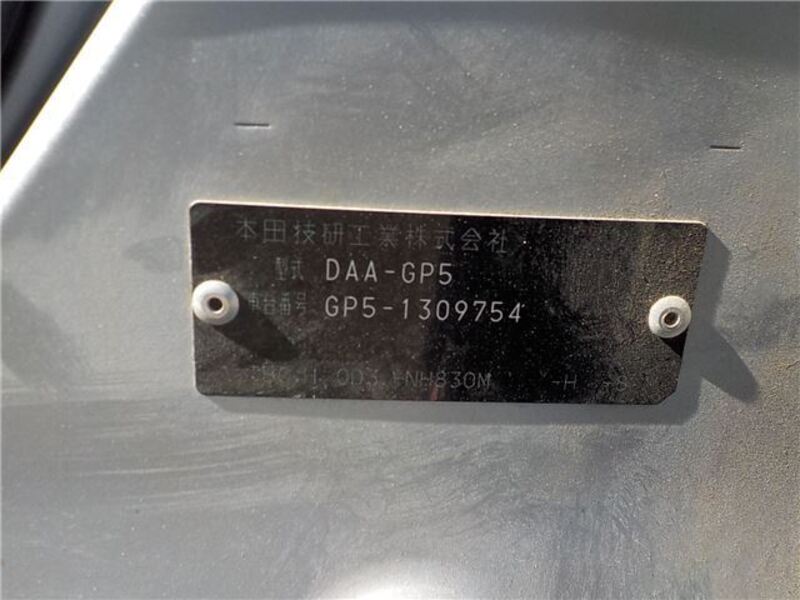 本田技研工業株式会社
型式 DAA-GP5
車台番号 GP5-1309754
NH830M -H -S